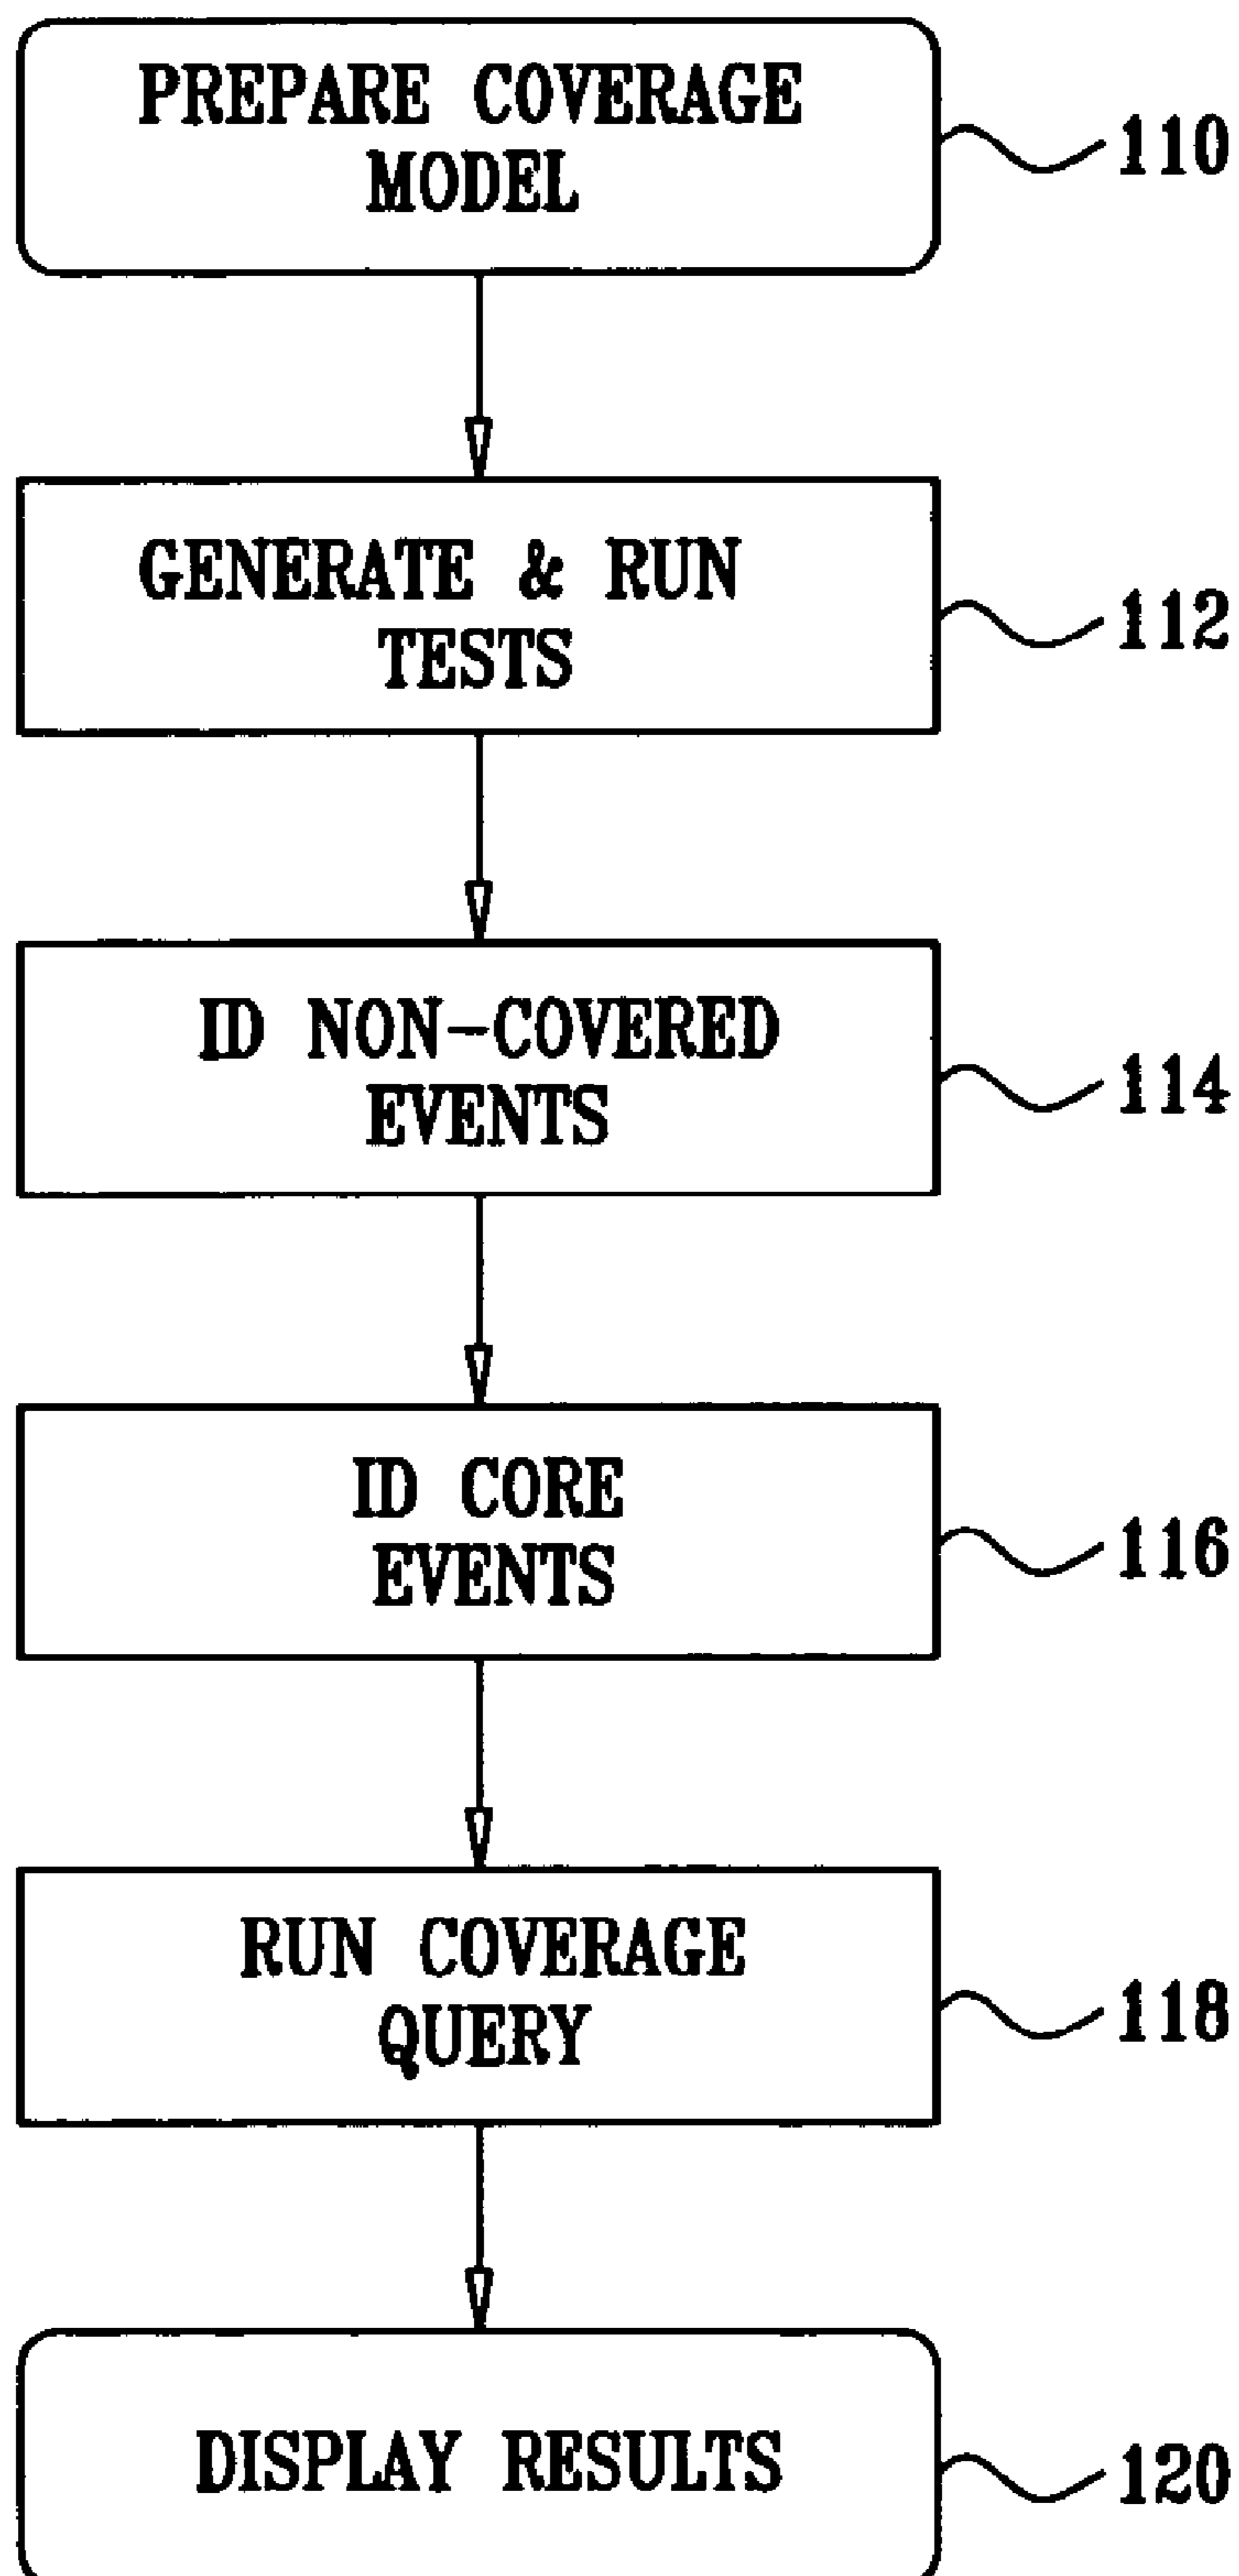 PREPARE COVERAGE
MODEL
110
GENERATE & RUN
TESTS
112
ID NON-COVERED
EVENTS
114
ID CORE
EVENTS
116
RUN COVERAGE
QUERY
118
DISPLAY RESULTS
120